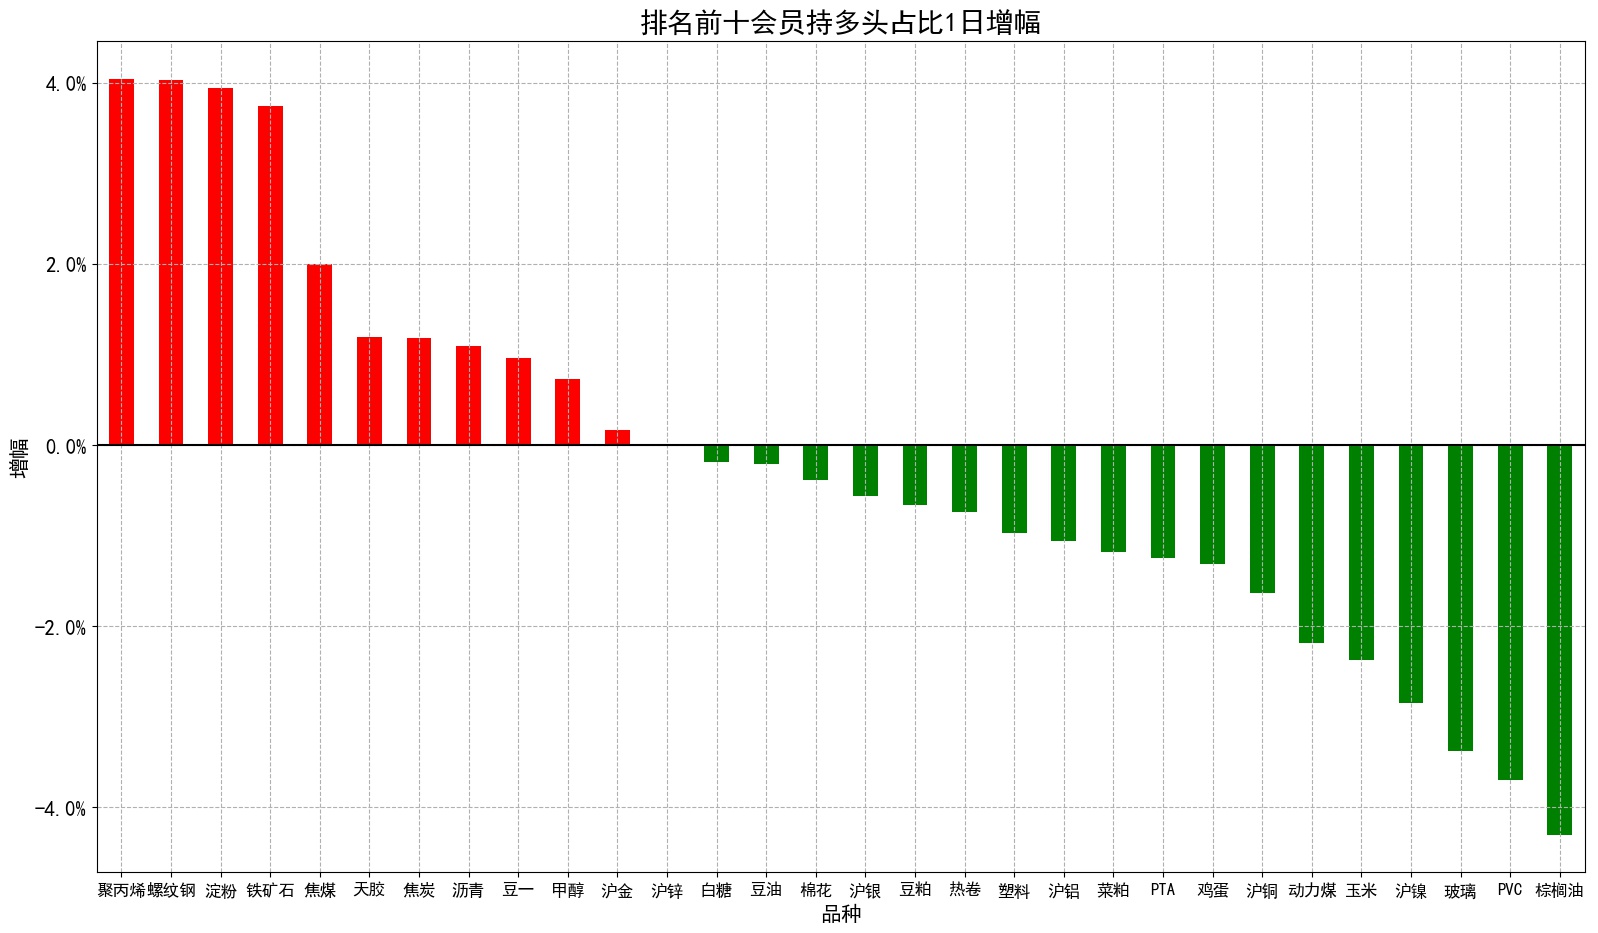 排名前十会员持多头占比1日增幅
增幅
4.0%
2.0%
0.0%
-2.0%
-4.0%
聚丙烯 螺纹钢 淀粉 铁矿石 焦煤 天胶 焦炭 沥青 豆一 甲醇 沪金 沪锌 白糖 豆油 棉花 沪银 豆粕 热卷 塑料 沪铝 菜粕 PTA 鸡蛋 沪铜 动力煤 玉米 沪镍 玻璃 PVC 棕榈油
品种